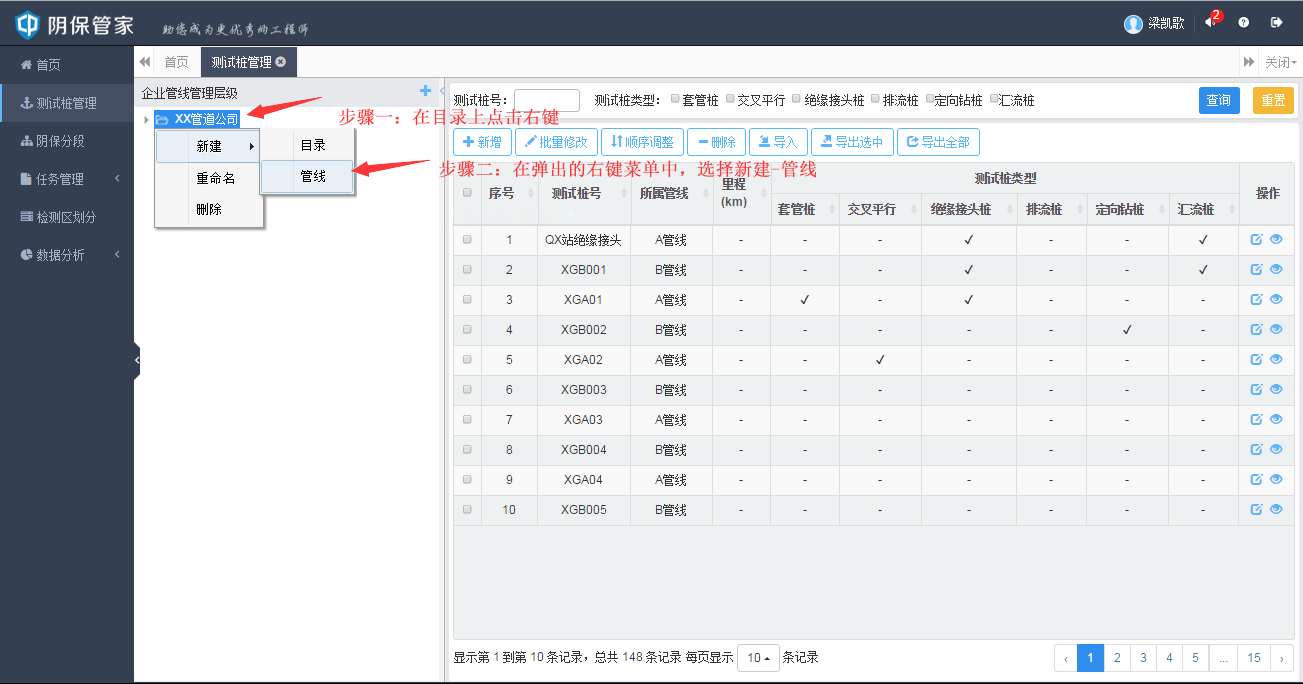 阴保管家 助您成为更优秀的工程师 梁凯歌 2
首页 测试桩管理 关闭
首页
测试桩管理
阴保分段
任务管理
检测区划分
数据分析
企业管线管理层级
XX管道公司
步骤一：在目录上点击右键
新建
重命名
删除
目录
管线
步骤二：在弹出的右键菜单中，选择新建-管线
测试桩号： 测试桩类型： 套管桩 交叉平行 绝缘接头桩 排流桩 定向钻桩 汇流桩 查询 重置
新增 批量修改 顺序调整 删除 导入 导出选中 导出全部
序号 测试桩号 所属管线 里程(km) 测试桩类型 操作
套管桩 交叉平行 绝缘接头桩 排流桩 定向钻桩 汇流桩
1 QX站绝缘接头 A管线 - - - ✓ - - ✓
2 XGB001 B管线 - - - ✓ - - ✓
3 XGA01 A管线 - ✓ - ✓ - - -
4 XGB002 B管线 - - - - - ✓ -
5 XGA02 A管线 - - ✓ - - - -
6 XGB003 B管线 - - - - - - -
7 XGA03 A管线 - - - - - - -
8 XGB004 B管线 - - - - - - -
9 XGA04 A管线 - - - - - - -
10 XGB005 B管线 - - - - - - -
显示第 1 到第 10 条记录，总共 148 条记录 每页显示 10 条记录
‹ 1 2 3 4 5 ... 15 ›